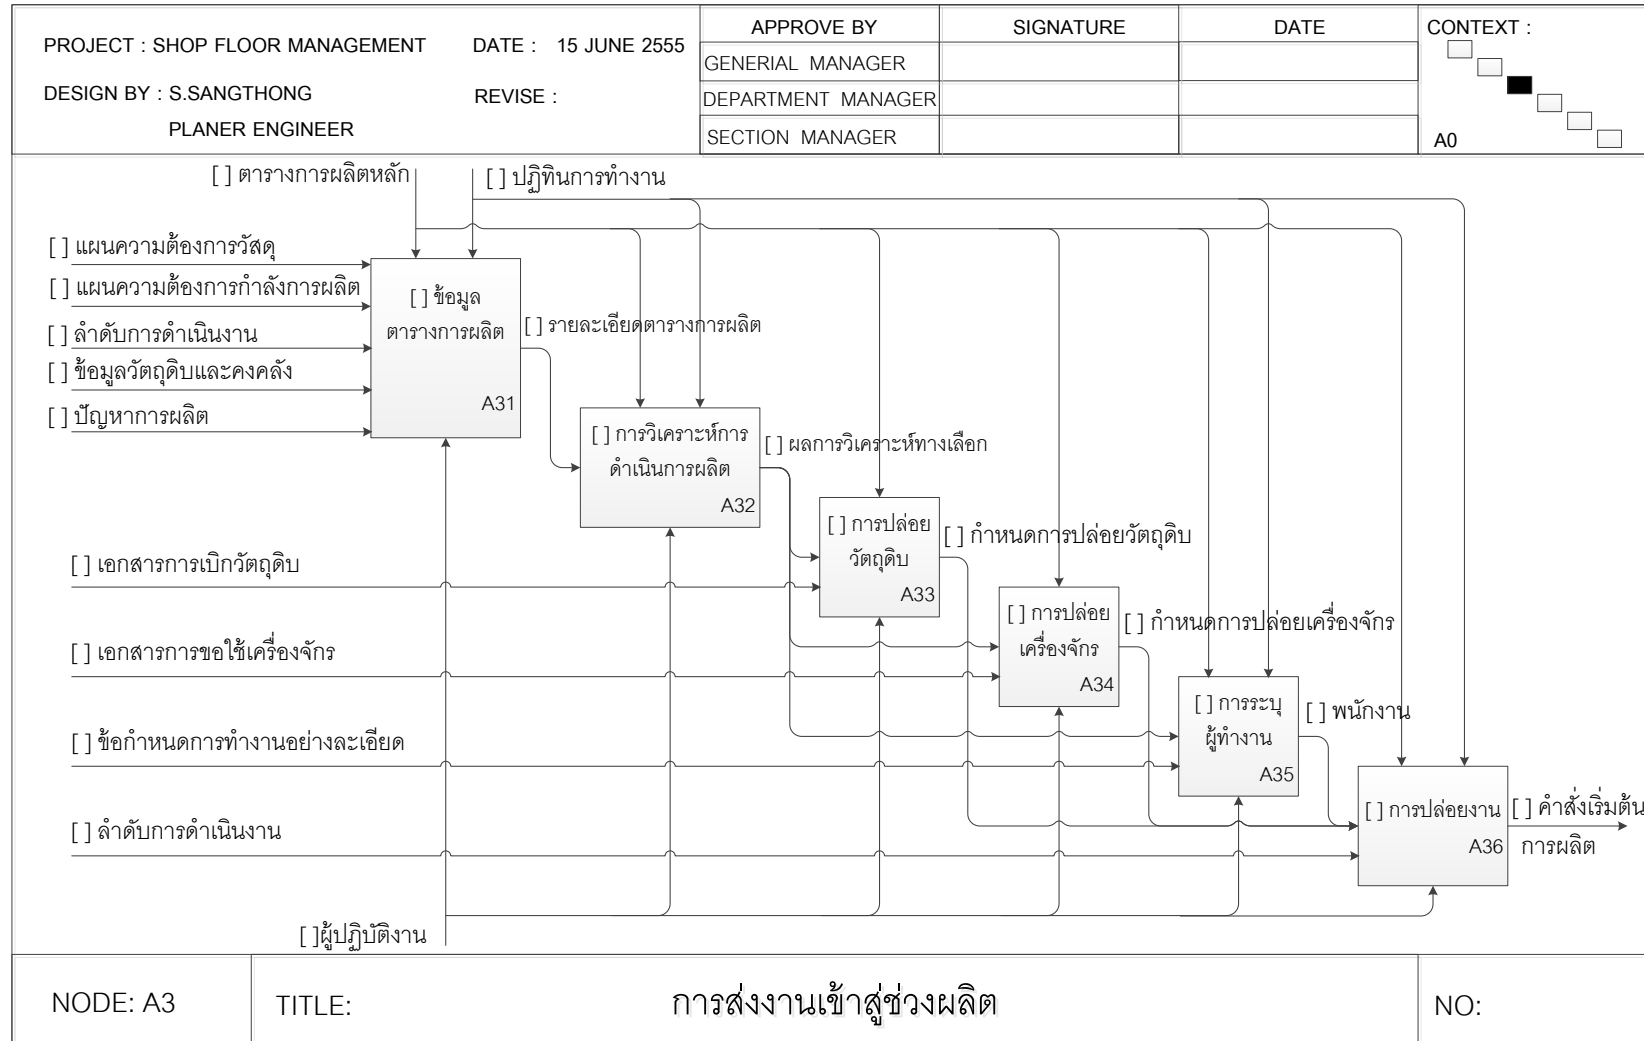 PROJECT : SHOP FLOOR MANAGEMENT
DATE : 15 JUNE 2555
DESIGN BY : S.SANGTHONG
REVISE :
PLANER ENGINEER
APPROVE BY
SIGNATURE
DATE
GENERIAL MANAGER
DEPARTMENT MANAGER
SECTION MANAGER
CONTEXT :
A0
[ ] ตารางการผลิตหลัก
[ ] ปฏิทินการทำงาน
[ ] แผนความต้องการวัสดุ
[ ] แผนความต้องการกำลังการผลิต
[ ] ลำดับการดำเนินงาน
[ ] ข้อมูลวัตถุดิบและคงคลัง
[ ] ปัญหาการผลิต
[ ] ข้อมูล
ตารางการผลิต
A31
[ ] รายละเอียดตารางการผลิต
[ ] การวิเคราะห์การ
ดำเนินการผลิต
A32
[ ] ผลการวิเคราะห์ทางเลือก
[ ] การปล่อย
วัตถุดิบ
A33
[ ] กำหนดการปล่อยวัตถุดิบ
[ ] เอกสารการเบิกวัตถุดิบ
[ ] การปล่อย
เครื่องจักร
A34
[ ] กำหนดการปล่อยเครื่องจักร
[ ] เอกสารการขอใช้เครื่องจักร
[ ] การระบุ
ผู้ทำงาน
A35
[ ] พนักงาน
[ ] ข้อกำหนดการทำงานอย่างละเอียด
[ ] การปล่อยงาน
A36
[ ] คำสั่งเริ่มต้น
การผลิต
[ ] ลำดับการดำเนินงาน
[ ]ผู้ปฏิบัติงาน
NODE: A3
TITLE:
การส่งงานเข้าสู่ช่วงผลิต
NO: